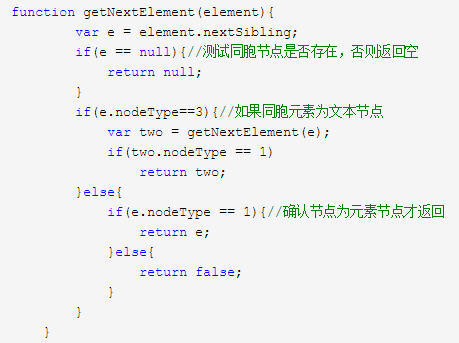 function getNextElement(element){
var e = element.nextSibling;
if(e == null){//测试同胞节点是否存在，否则返回空
return null;
}
if(e.nodeType==3){//如果同胞元素为文本节点
var two = getNextElement(e);
if(two.nodeType == 1)
return two;
}else{
if(e.nodeType == 1){//确认节点为元素节点才返回
return e;
}else{
return false;
}
}
}